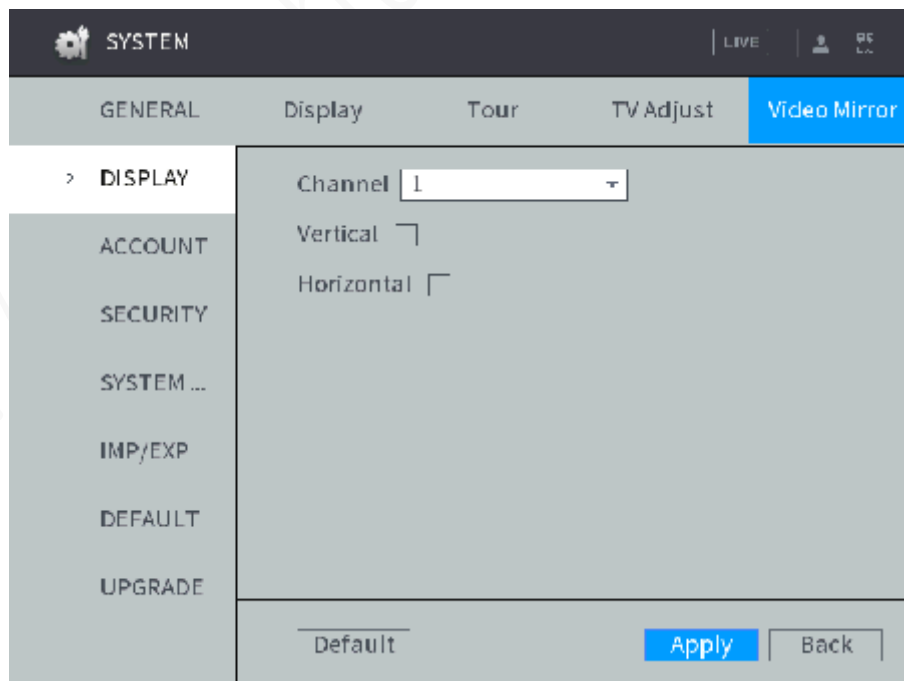 SYSTEM LIVE
GENERAL Display Tour TV Adjust Video Mirror
> DISPLAY
Channel 1
ACCOUNT
Vertical
Horizontal
SECURITY
SYSTEM ...
IMP/EXP
DEFAULT
UPGRADE
Default Apply Back